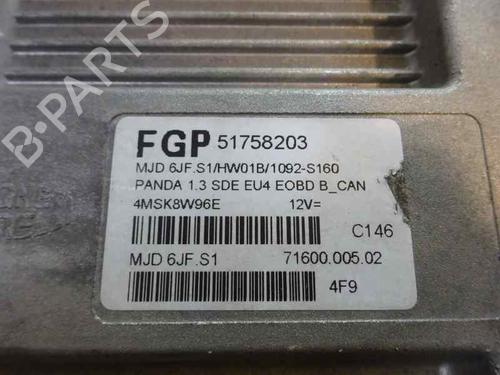 B-PARTS
FGP 51758203
MJD 6JF.S1/HW01B/1092-S160
PANDA 1.3 SDE EU4 EOBD B_CAN
4MSK8W96E 12V=
C146
MJD 6JF.S1 71600.005.02
4F9